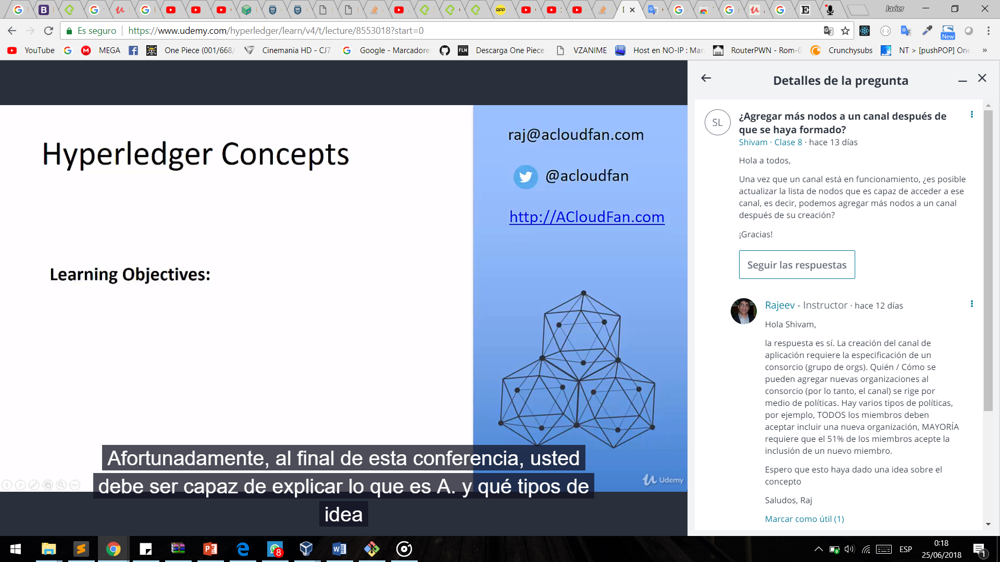 Javier
Es seguro
https://www.udemy.com/hyperledger/learn/v4/t/lecture/8553018?start=0
New
YouTube
MEGA
One Piece (001/668/
Cinemania HD - CJ7
Google - Marcadore
FLN
Descarga One Piece
VZANIME
Host en NO-IP : Man
RouterPWN - Rom-0
Crunchysubs
NT > [pushPOP] One
»
Hyperledger Concepts
Learning Objectives:
raj@acloudfan.com
@acloudfan
http://ACloudFan.com
Udemy
Afortunadamente, al final de esta conferencia, usted
debe ser capaz de explicar lo que es A. y qué tipos de
idea
Detalles de la pregunta
SL
¿Agregar más nodos a un canal después de
que se haya formado?
Shivam · Clase 8 · hace 13 días
Hola a todos,
Una vez que un canal está en funcionamiento, ¿es posible
actualizar la lista de nodos que es capaz de acceder a ese
canal, es decir, podemos agregar más nodos a un canal
después de su creación?
¡Gracias!
Seguir las respuestas
Rajeev - Instructor · hace 12 días
Hola Shivam,
la respuesta es sí. La creación del canal de
aplicación requiere la especificación de un
consorcio (grupo de orgs). Quién / Cómo se
pueden agregar nuevas organizaciones al
consorcio (por lo tanto, el canal) se rige por
medio de políticas. Hay varios tipos de políticas,
por ejemplo, TODOS los miembros deben
aceptar incluir una nueva organización, MAYORÍA
requiere que el 51% de los miembros acepte la
inclusión de un nuevo miembro.
Espero que esto haya dado una idea sobre el
concepto
Saludos, Raj
Marcar como útil (1)
8
ESP
0:18
25/06/2018
1